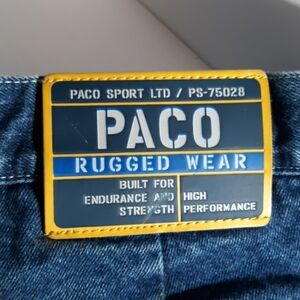 PACO SPORT LTD / PS-75028
PACO
RUGGED WEAR
BUILT FOR
ENDURANCE AND
STRENGTH
HIGH
PERFORMANCE